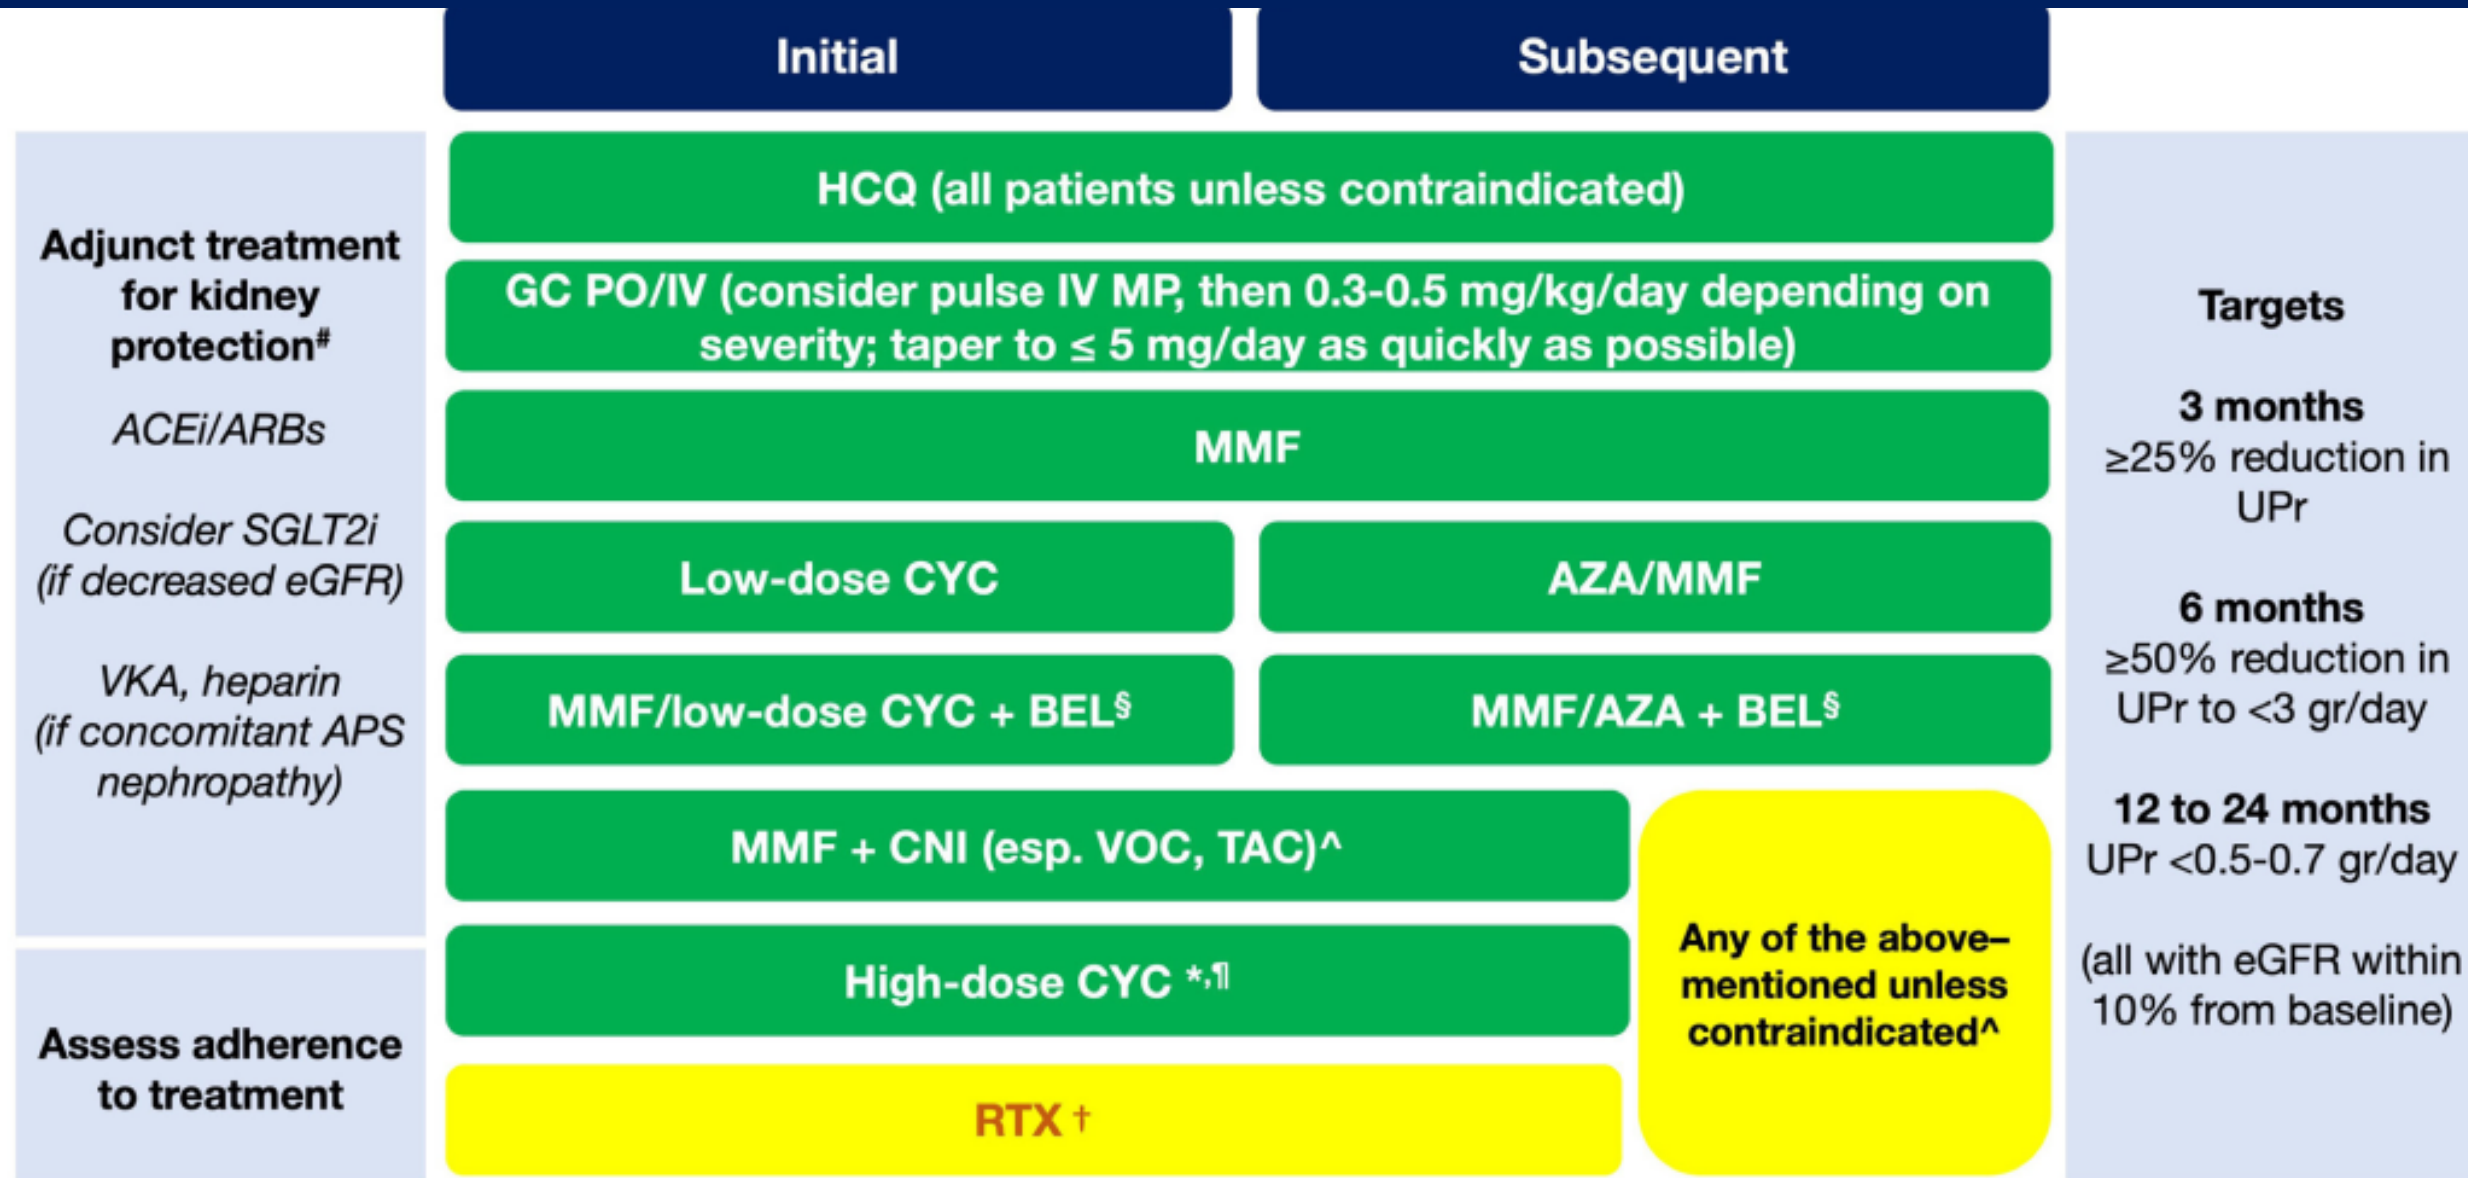 Initial
Subsequent
Adjunct treatment
for kidney
protection#
ACEi/ARBs
Consider SGLT2i
(if decreased eGFR)
VKA, heparin
(if concomitant APS
nephropathy)
Assess adherence
to treatment
HCQ (all patients unless contraindicated)
GC PO/IV (consider pulse IV MP, then 0.3-0.5 mg/kg/day depending on
severity; taper to ≤ 5 mg/day as quickly as possible)
MMF
Low-dose CYC
AZA/MMF
MMF/low-dose CYC + BEL§
MMF/AZA + BEL§
MMF + CNI (esp. VOC, TAC)^
High-dose CYC *,¶
RTX †
Any of the above–
mentioned unless
contraindicated^
Targets
3 months
≥25% reduction in
UPr
6 months
≥50% reduction in
UPr to <3 gr/day
12 to 24 months
UPr <0.5-0.7 gr/day
(all with eGFR within
10% from baseline)